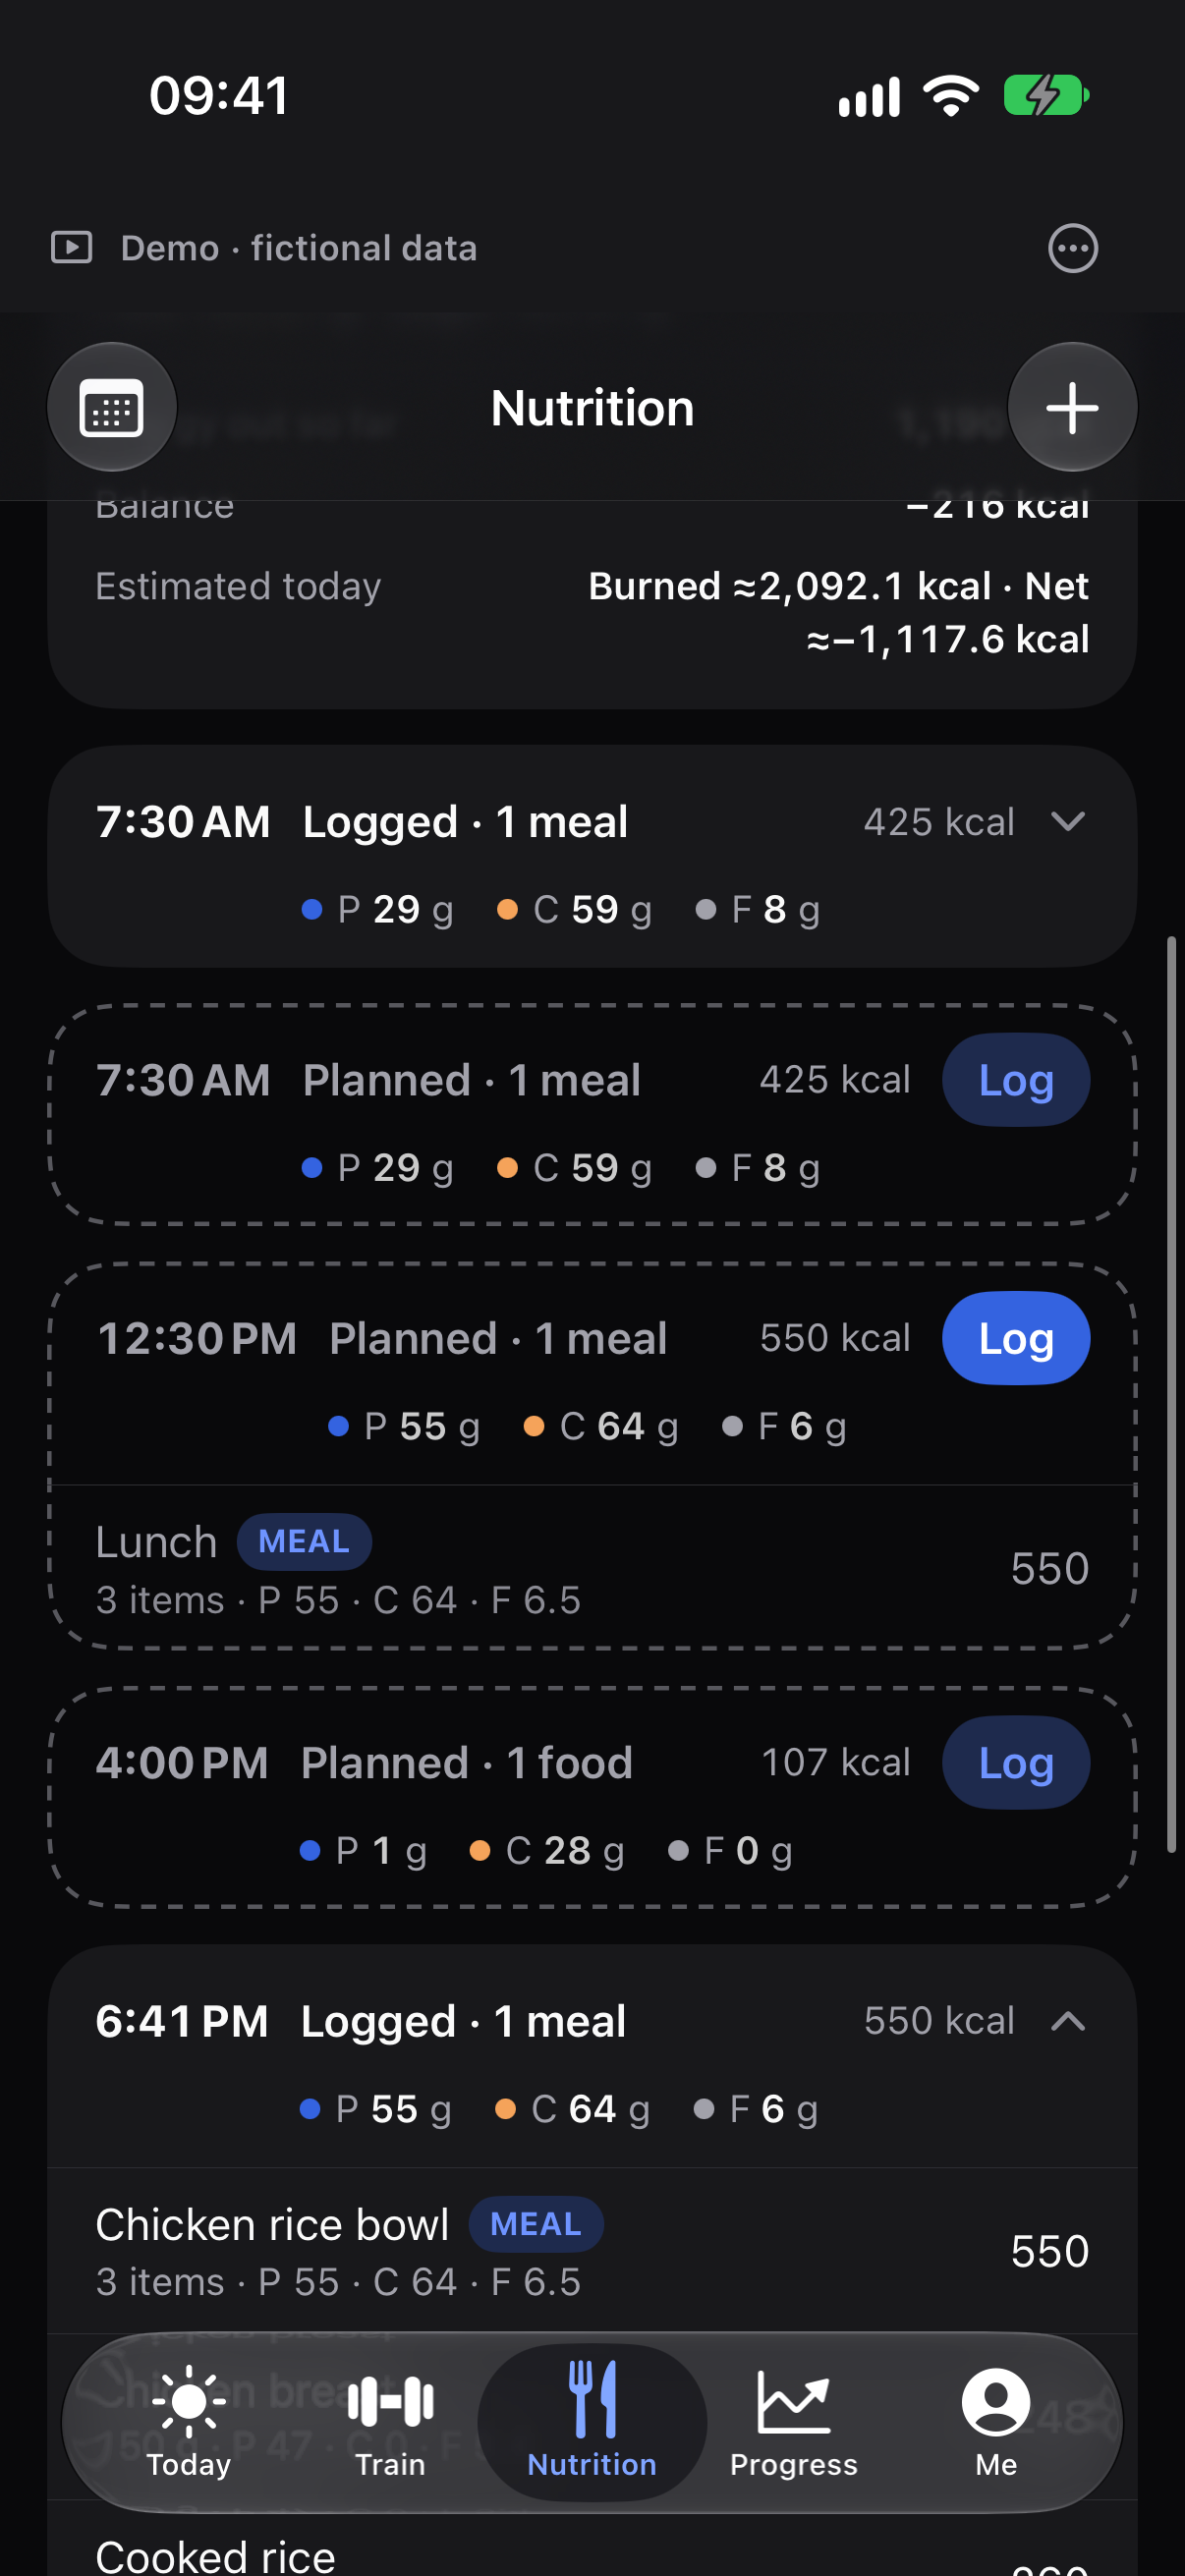 09:41
Demo · fictional data
Nutrition
Balance −216 kcal
Estimated today Burned ≈2,092.1 kcal · Net
≈−1,117.6 kcal
7:30 AM Logged · 1 meal 425 kcal
P 29 g C 59 g F 8 g
7:30 AM Planned · 1 meal 425 kcal Log
P 29 g C 59 g F 8 g
12:30 PM Planned · 1 meal 550 kcal Log
P 55 g C 64 g F 6 g
Lunch MEAL 550
3 items · P 55 · C 64 · F 6.5
4:00 PM Planned · 1 food 107 kcal Log
P 1 g C 28 g F 0 g
6:41 PM Logged · 1 meal 550 kcal
P 55 g C 64 g F 6 g
Chicken rice bowl MEAL 550
3 items · P 55 · C 64 · F 6.5
Today Train Nutrition Progress Me
Cooked rice